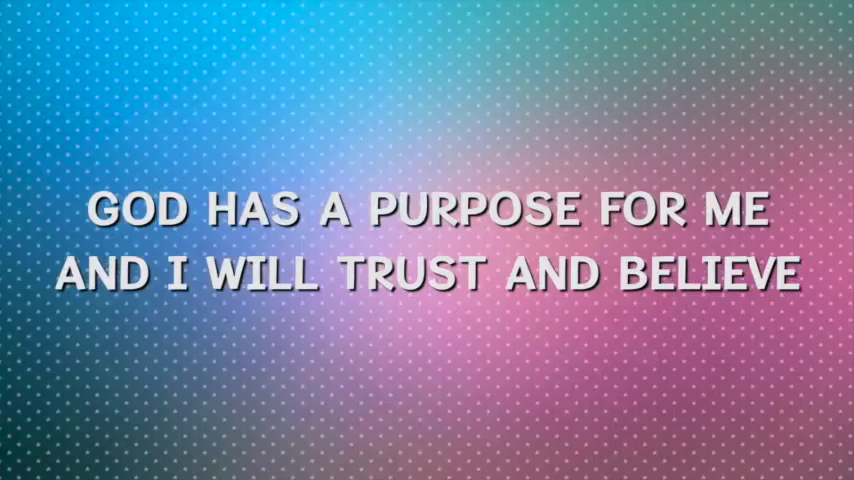 GOD HAS A PURPOSE FOR ME
AND I WILL TRUST AND BELIEVE